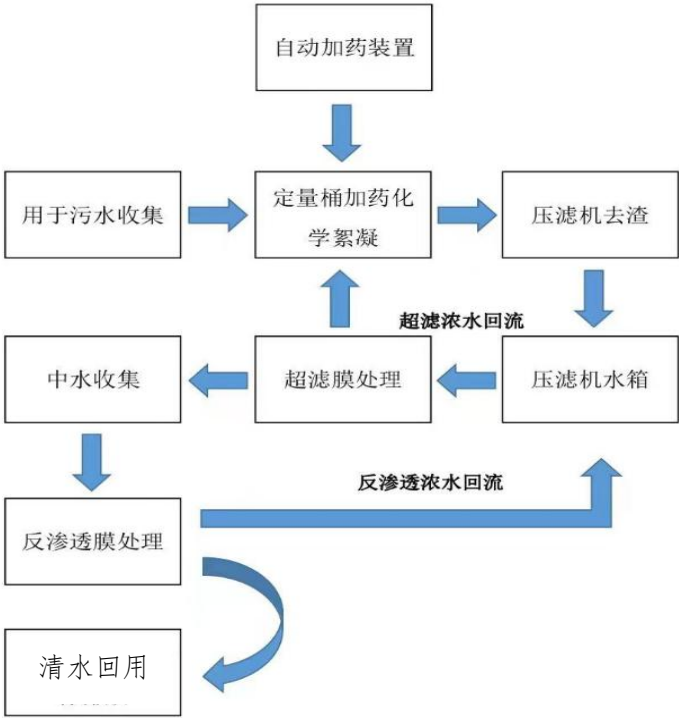 自动加药装置
用于污水收集
定量桶加药化
学絮凝
压滤机去渣
超滤浓水回流
中水收集
超滤膜处理
压滤机水箱
反渗透浓水回流
反渗透膜处理
清水回用